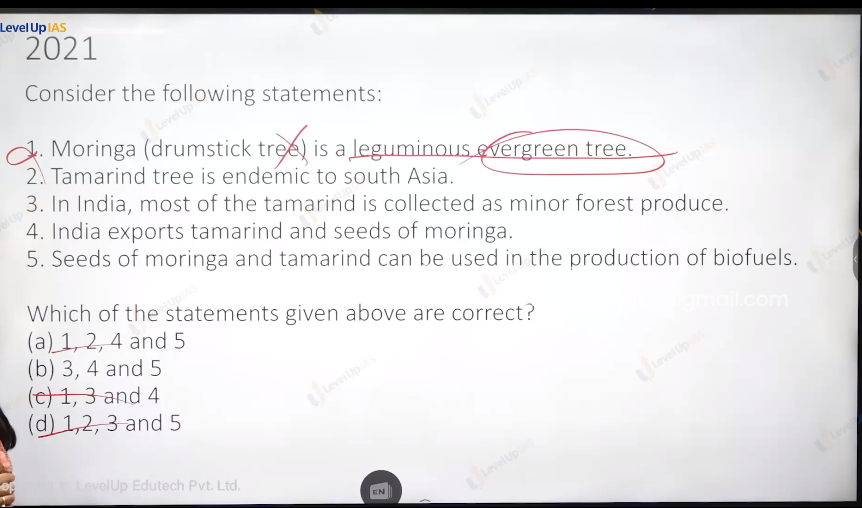 LevelUp IAS
2021
Consider the following statements:
1. Moringa (drumstick tree) is a leguminous evergreen tree.
2. Tamarind tree is endemic to south Asia.
3. In India, most of the tamarind is collected as minor forest produce.
4. India exports tamarind and seeds of moringa.
5. Seeds of moringa and tamarind can be used in the production of biofuels.
Which of the statements given above are correct?
(a) 1, 2, 4 and 5
(b) 3, 4 and 5
(c) 1, 3 and 4
(d) 1,2, 3 and 5
LevelUp Edutech Pvt. Ltd.
EN